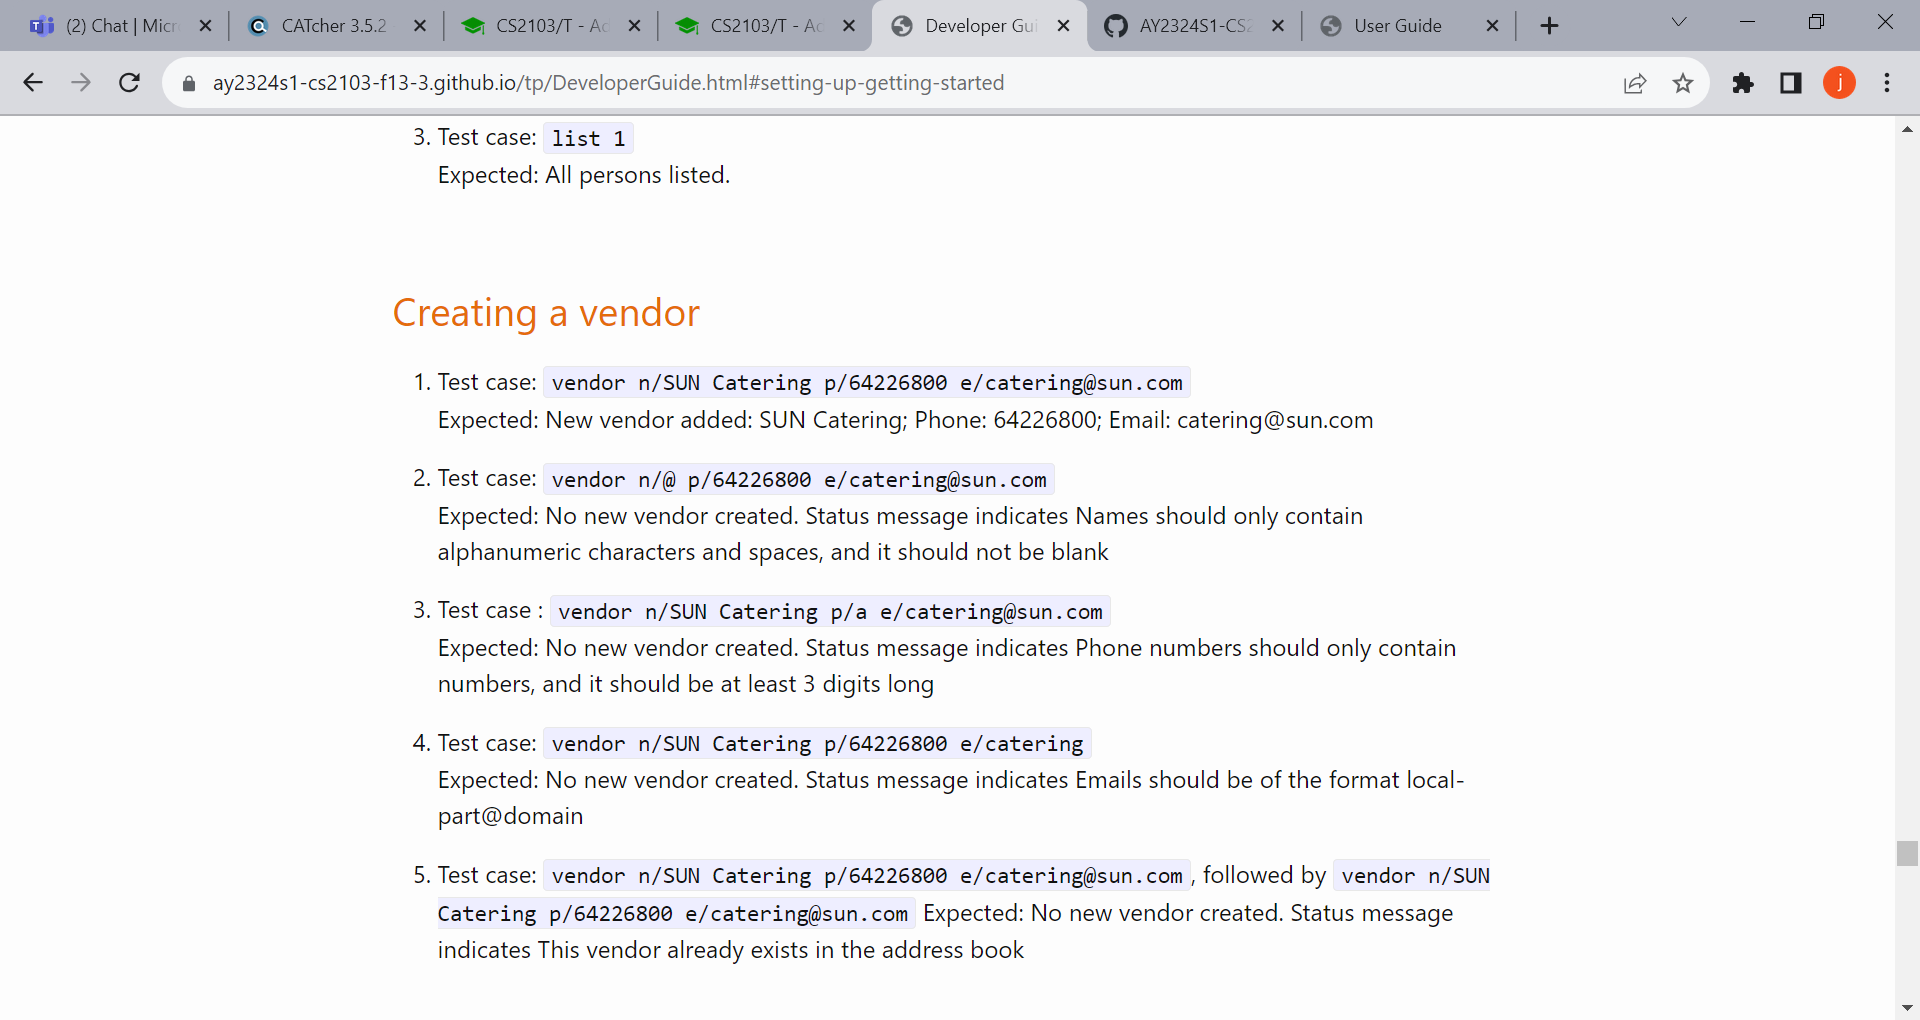 (2) Chat | Micr
CATcher 3.5.2
CS2103/T - Ad
CS2103/T - Ad
Developer Gui
AY2324S1-CS2
User Guide
ay2324s1-cs2103-f13-3.github.io/tp/DeveloperGuide.html#setting-up-getting-started
j
3. Test case: list 1
Expected: All persons listed.
Creating a vendor
1. Test case: vendor n/SUN Catering p/64226800 e/catering@sun.com
Expected: New vendor added: SUN Catering; Phone: 64226800; Email: catering@sun.com
2. Test case: vendor n/@ p/64226800 e/catering@sun.com
Expected: No new vendor created. Status message indicates Names should only contain
alphanumeric characters and spaces, and it should not be blank
3. Test case : vendor n/SUN Catering p/a e/catering@sun.com
Expected: No new vendor created. Status message indicates Phone numbers should only contain
numbers, and it should be at least 3 digits long
4. Test case: vendor n/SUN Catering p/64226800 e/catering
Expected: No new vendor created. Status message indicates Emails should be of the format local-
part@domain
5. Test case: vendor n/SUN Catering p/64226800 e/catering@sun.com, followed by vendor n/SUN
Catering p/64226800 e/catering@sun.com Expected: No new vendor created. Status message
indicates This vendor already exists in the address book